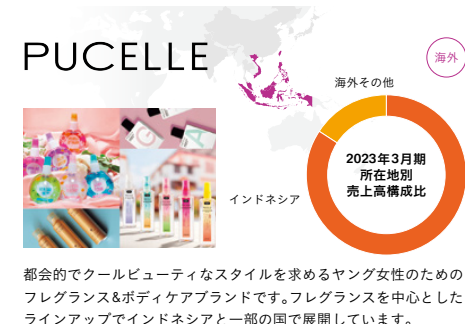 PUCELLE
海外
海外その他
2023年3月期
所在地別
売上高構成比
インドネシア
都会的でクールビューティなスタイルを求めるヤング女性のための
フレグランス&ボディケアブランドです。フレグランスを中心とした
ラインアップでインドネシアと一部の国で展開しています。